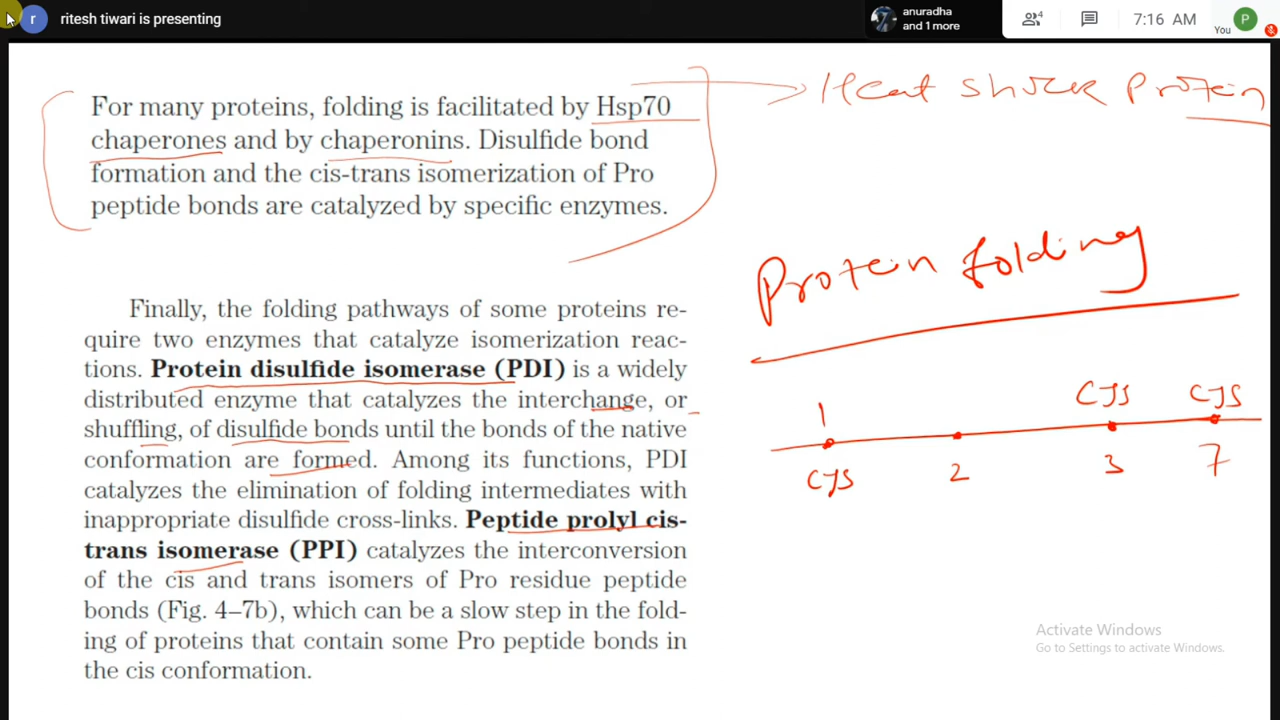 ritesh tiwari is presenting
r
anuradha
and 1 more
4
7:16 AM
You
P
For many proteins, folding is facilitated by Hsp70
chaperones and by chaperonins. Disulfide bond
formation and the cis-trans isomerization of Pro
peptide bonds are catalyzed by specific enzymes.
Heat shock Protein
Protein folding
Finally, the folding pathways of some proteins re-
quire two enzymes that catalyze isomerization reac-
tions. Protein disulfide isomerase (PDI) is a widely
distributed enzyme that catalyzes the interchange, or
shuffling, of disulfide bonds until the bonds of the native
conformation are formed. Among its functions, PDI
catalyzes the elimination of folding intermediates with
inappropriate disulfide cross-links. Peptide prolyl cis-
trans isomerase (PPI) catalyzes the interconversion
of the cis and trans isomers of Pro residue peptide
bonds (Fig. 4–7b), which can be a slow step in the fold-
ing of proteins that contain some Pro peptide bonds in
the cis conformation.
1 CJS CJS
CJS 2 3 7
Activate Windows
Go to Settings to activate Windows.